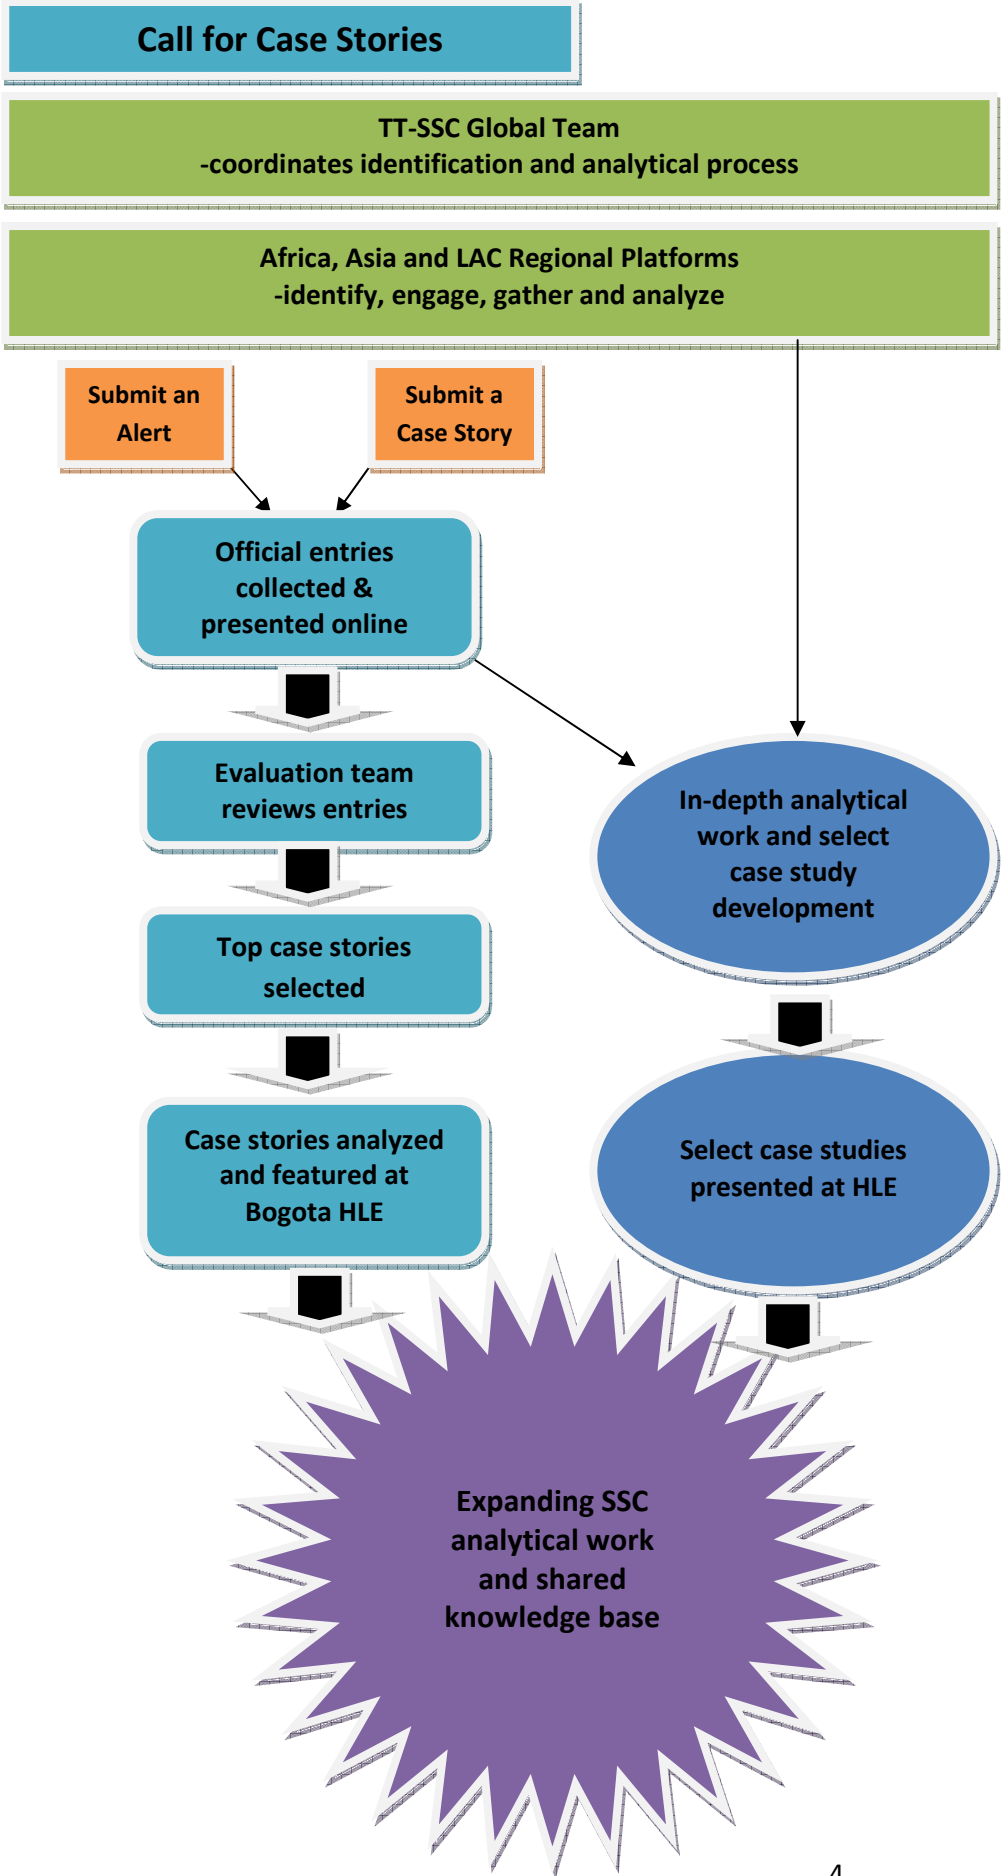 Call for Case Stories
TT-SSC Global Team
-coordinates identification and analytical process
Africa, Asia and LAC Regional Platforms
-identify, engage, gather and analyze
Submit an
Alert
Submit a
Case Story
Official entries
collected &
presented online
Evaluation team
reviews entries
In-depth analytical
work and select
case study
development
Top case stories
selected
Case stories analyzed
and featured at
Bogota HLE
Select case studies
presented at HLE
Expanding SSC
analytical work
and shared
knowledge base
4